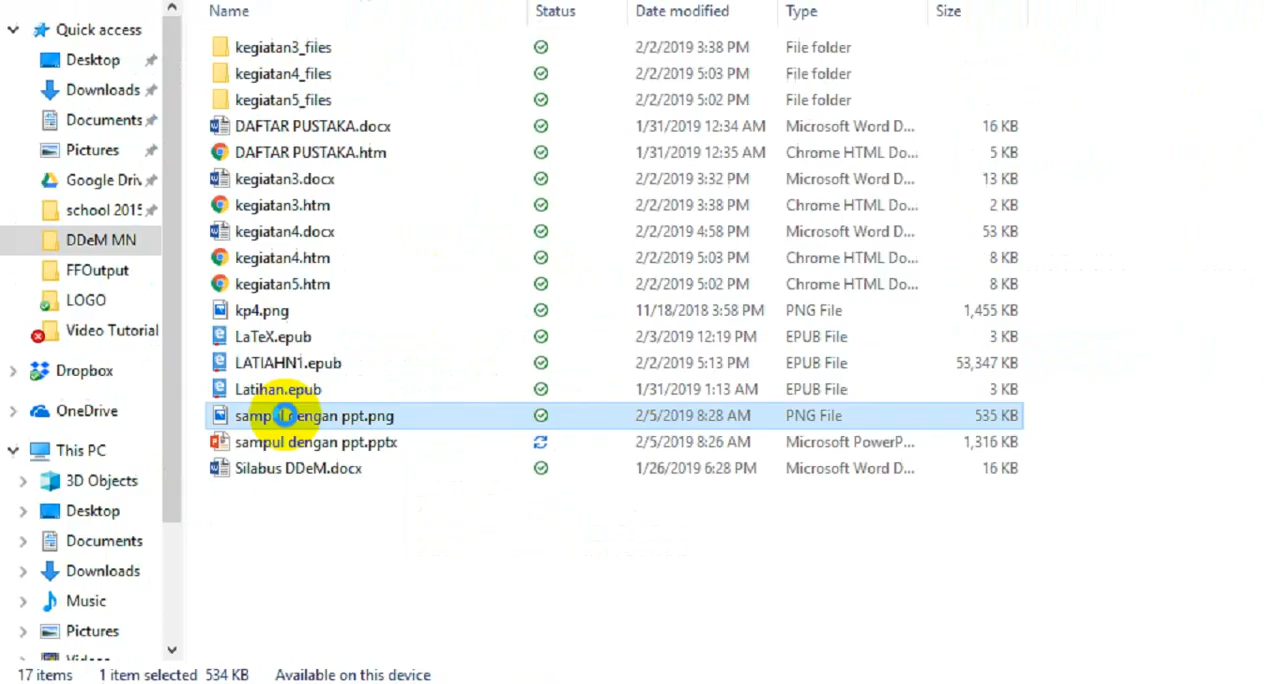 Name Status Date modified Type Size
Quick access
Desktop
Downloads
Documents
Pictures
Google Driv
school 2015
DDeM MN
FFOutput
LOGO
Video Tutorial
Dropbox
OneDrive
This PC
3D Objects
Desktop
Documents
Downloads
Music
Pictures
kegiatan3_files 2/2/2019 3:38 PM File folder
kegiatan4_files 2/2/2019 5:03 PM File folder
kegiatan5_files 2/2/2019 5:02 PM File folder
DAFTAR PUSTAKA.docx 1/31/2019 12:34 AM Microsoft Word D... 16 KB
DAFTAR PUSTAKA.htm 1/31/2019 12:35 AM Chrome HTML Do... 5 KB
kegiatan3.docx 2/2/2019 3:32 PM Microsoft Word D... 13 KB
kegiatan3.htm 2/2/2019 3:38 PM Chrome HTML Do... 2 KB
kegiatan4.docx 2/2/2019 4:58 PM Microsoft Word D... 53 KB
kegiatan4.htm 2/2/2019 5:03 PM Chrome HTML Do... 8 KB
kegiatan5.htm 2/2/2019 5:02 PM Chrome HTML Do... 8 KB
kp4.png 11/18/2018 3:58 PM PNG File 1,455 KB
LaTeX.epub 2/3/2019 12:19 PM EPUB File 3 KB
LATIAHN1.epub 2/2/2019 5:13 PM EPUB File 53,347 KB
Latihan.epub 1/31/2019 1:13 AM EPUB File 3 KB
sampul dengan ppt.png 2/5/2019 8:28 AM PNG File 535 KB
sampul dengan ppt.pptx 2/5/2019 8:26 AM Microsoft PowerP... 1,316 KB
Silabus DDeM.docx 1/26/2019 6:28 PM Microsoft Word D... 16 KB
17 items 1 item selected 534 KB Available on this device